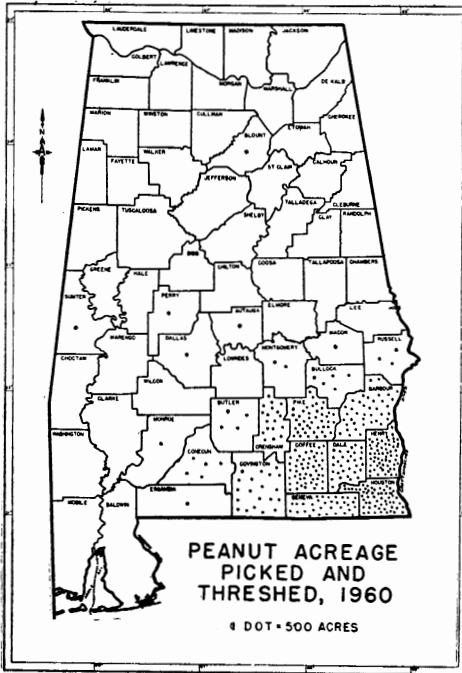 LAUDERDALE
LIMESTONE
MADISON
JACKSON
COLBERT
LAWRENCE
FRANKLIN
MORGAN
MARSHALL
DE KALB
MARION
WINSTON
CULLMAN
BLOUNT
ETOWAH
CHEROKEE
LAMAR
FAYETTE
WALKER
ST CLAIR
CALHOUN
JEFFERSON
CLEBURNE
PICKENS
TUSCALOOSA
SHELBY
TALLADEGA
CLAY
RANDOLPH
BIBB
GREENE
HALE
CHILTON
COOSA
TALLAPOOSA
CHAMBERS
SUMTER
PERRY
AUTAUGA
ELMORE
LEE
MARENGO
DALLAS
LOWNDES
MONTGOMERY
MACON
RUSSELL
CHOCTAW
BULLOCK
WILCOX
BARBOUR
CLARKE
BUTLER
PIKE
MONROE
CRENSHAW
WASHINGTON
CONECUH
COFFEE
DALE
HENRY
COVINGTON
ESCAMBIA
GENEVA
HOUSTON
MOBILE
BALDWIN
N
PEANUT ACREAGE
PICKED AND
THRESHED, 1960
DOT = 500 ACRES